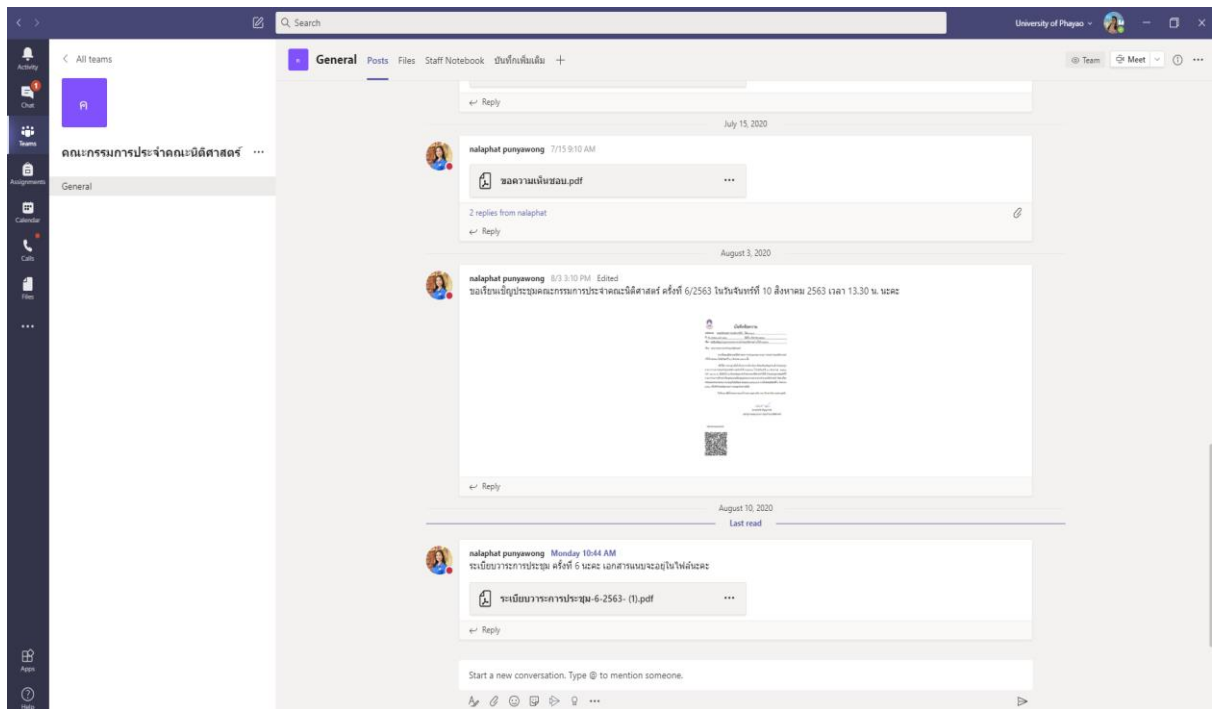 Search
University of Phayao
Activity
Chat
Teams
Assignments
Calendar
Calls
Files
Apps
Help
All teams
ค
คณะกรรมการประจำคณะนิติศาสตร์
General
General Posts Files Staff Notebook บันทึกเพิ่มเติม
Team Meet
Reply
July 15, 2020
nalaphat punyawong 7/15 9:10 AM
ขอความเห็นชอบ.pdf
2 replies from nalaphet
Reply
August 3, 2020
nalaphat punyawong 8/3 3:10 PM Edited
ขอเรียนเชิญประชุมคณะกรรมการประจำคณะนิติศาสตร์ ครั้งที่ 6/2563 ในวันจันทร์ที่ 10 สิงหาคม 2563 เวลา 13.30 น. นะคะ
บันทึกข้อความ
Reply
August 10, 2020
Last read
nalaphat punyawong Monday 10:44 AM
ระเบียบวาระการประชุม ครั้งที่ 6 นะคะ เอกสารแนบจะอยู่ในไฟล์นะคะ
ระเบียบวาระการประชุม-6-2563- (1).pdf
Reply
Start a new conversation. Type @ to mention someone.